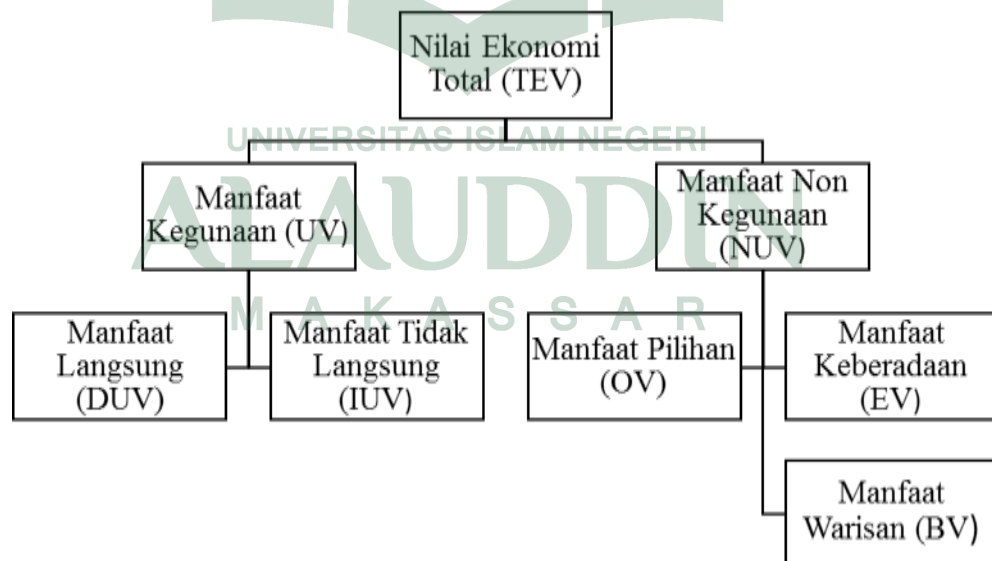 Nilai Ekonomi
Total (TEV)
UNIVERSITAS ISLAM NEGERI
ALAUDDIN
MAKASSAR
Manfaat
Kegunaan (UV)
Manfaat Non
Kegunaan
(NUV)
Manfaat
Langsung
(DUV)
Manfaat Tidak
Langsung
(IUV)
Manfaat Pilihan
(OV)
Manfaat
Keberadaan
(EV)
Manfaat
Warisan (BV)